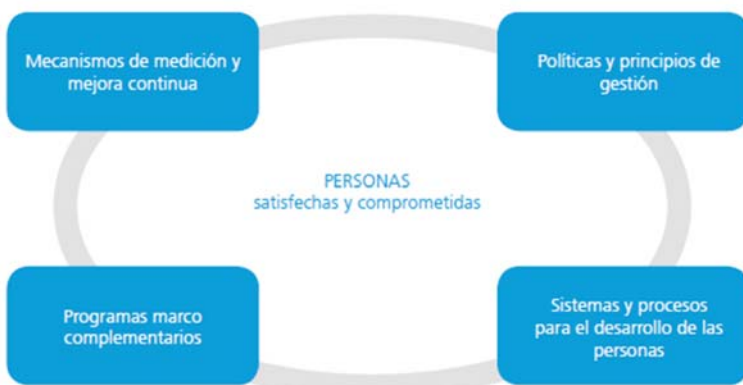 Mecanismos de medición y
mejora continua
Políticas y principios de
gestión
PERSONAS
satisfechas y comprometidas
Programas marco
complementarios
Sistemas y procesos
para el desarrollo de las
personas